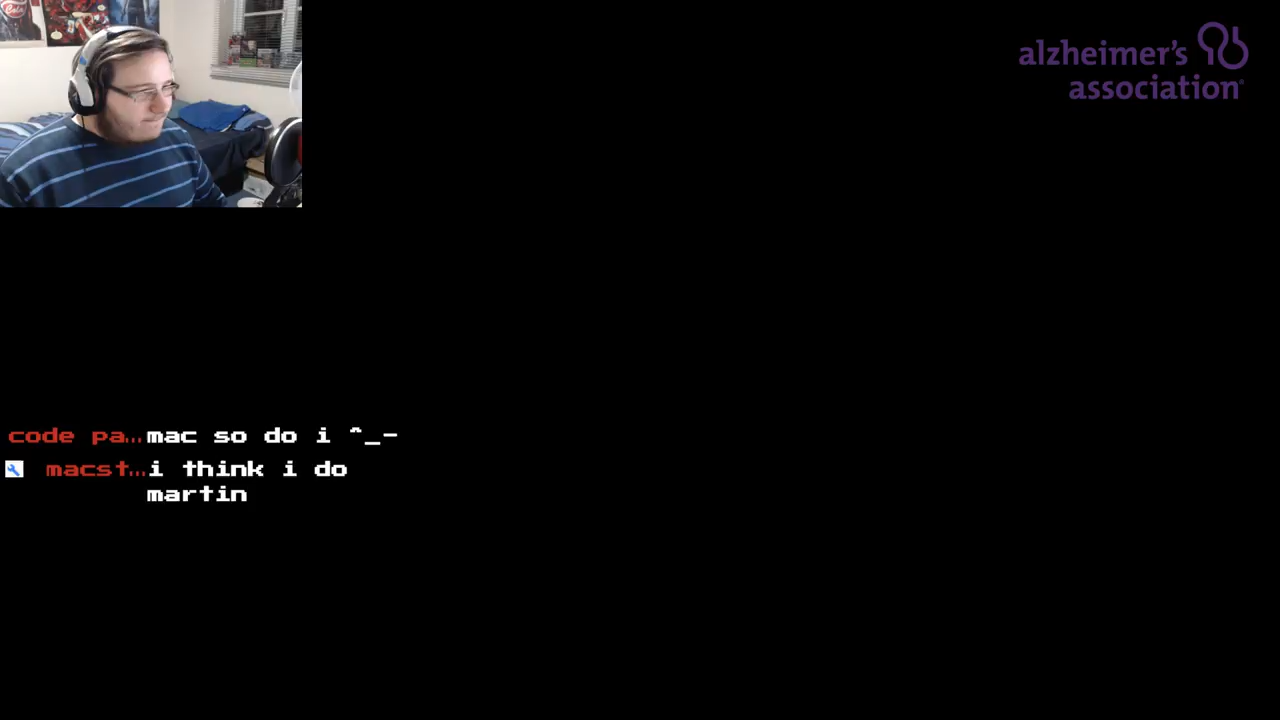 alzheimer's
association
code pa...mac so do i ^_-
macst...i think i do
martin